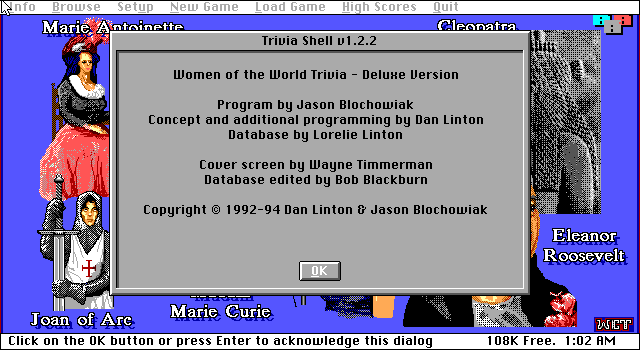 Info Browse Setup New Game Load Game High Scores Quit
Marie Antoinette
Cleopatra
Trivia Shell v1.2.2
Women of the World Trivia - Deluxe Version
Program by Jason Blochowiak
Concept and additional programming by Dan Linton
Database by Lorelie Linton
Cover screen by Wayne Timmerman
Database edited by Bob Blackburn
Copyright © 1992-94 Dan Linton & Jason Blochowiak
OK
Eleanor
Roosevelt
Joan of Arc
Marie Curie
WCT
Click on the OK button or press Enter to acknowledge this dialog
108K Free. 1:02 AM